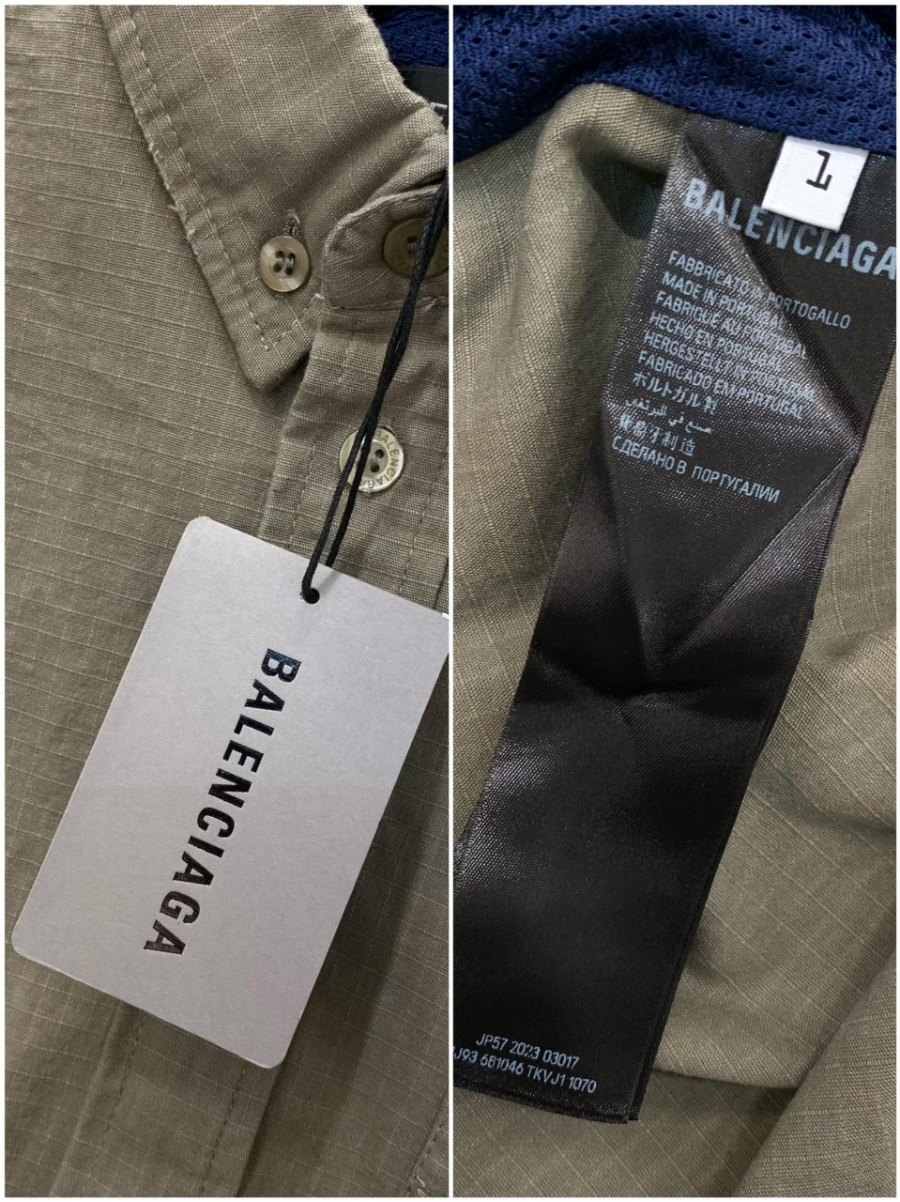 BALENCIAGA
BALENCIAGA
1
BALENCIAGA
FABBRICATO IN PORTOGALLO
MADE IN PORTUGAL
FABRIQUE AU PORTUGAL
HECHO EN PORTUGAL
HERGESTELLT IN PORTUGAL
FABRICADO EM PORTUGAL
ポルトガル製
صنع في البرتغال
葡萄牙制造
СДЕЛАНО В ПОРТУГАЛИИ
JP57 2023 03017
J93 681046 TKVJ1 1070